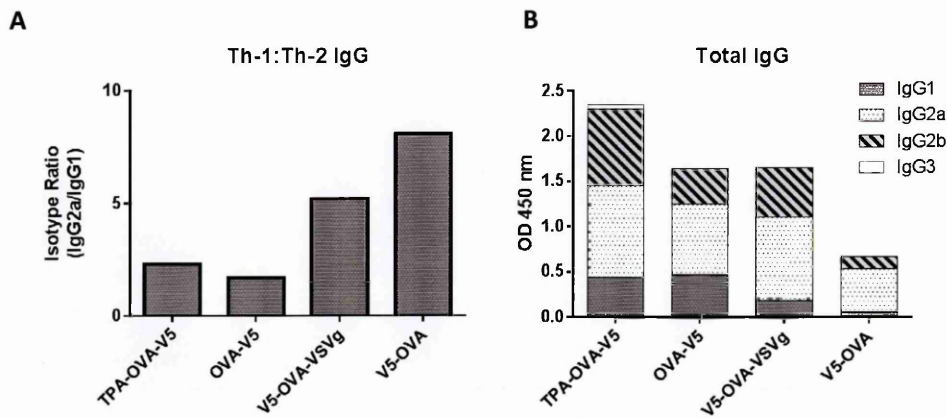 A
Th-1:Th-2 IgG
Isotype Ratio
(IgG2a/IgG1)
10
5
0
TPA-OVA-V5
OVA-V5
V5-OVA-VSVg
V5-OVA
B
Total IgG
OD 450 nm
2.5
2.0
1.5
1.0
0.5
0.0
TPA-OVA-V5
OVA-V5
V5-OVA-VSVg
V5-OVA
IgG1
IgG2a
IgG2b
IgG3